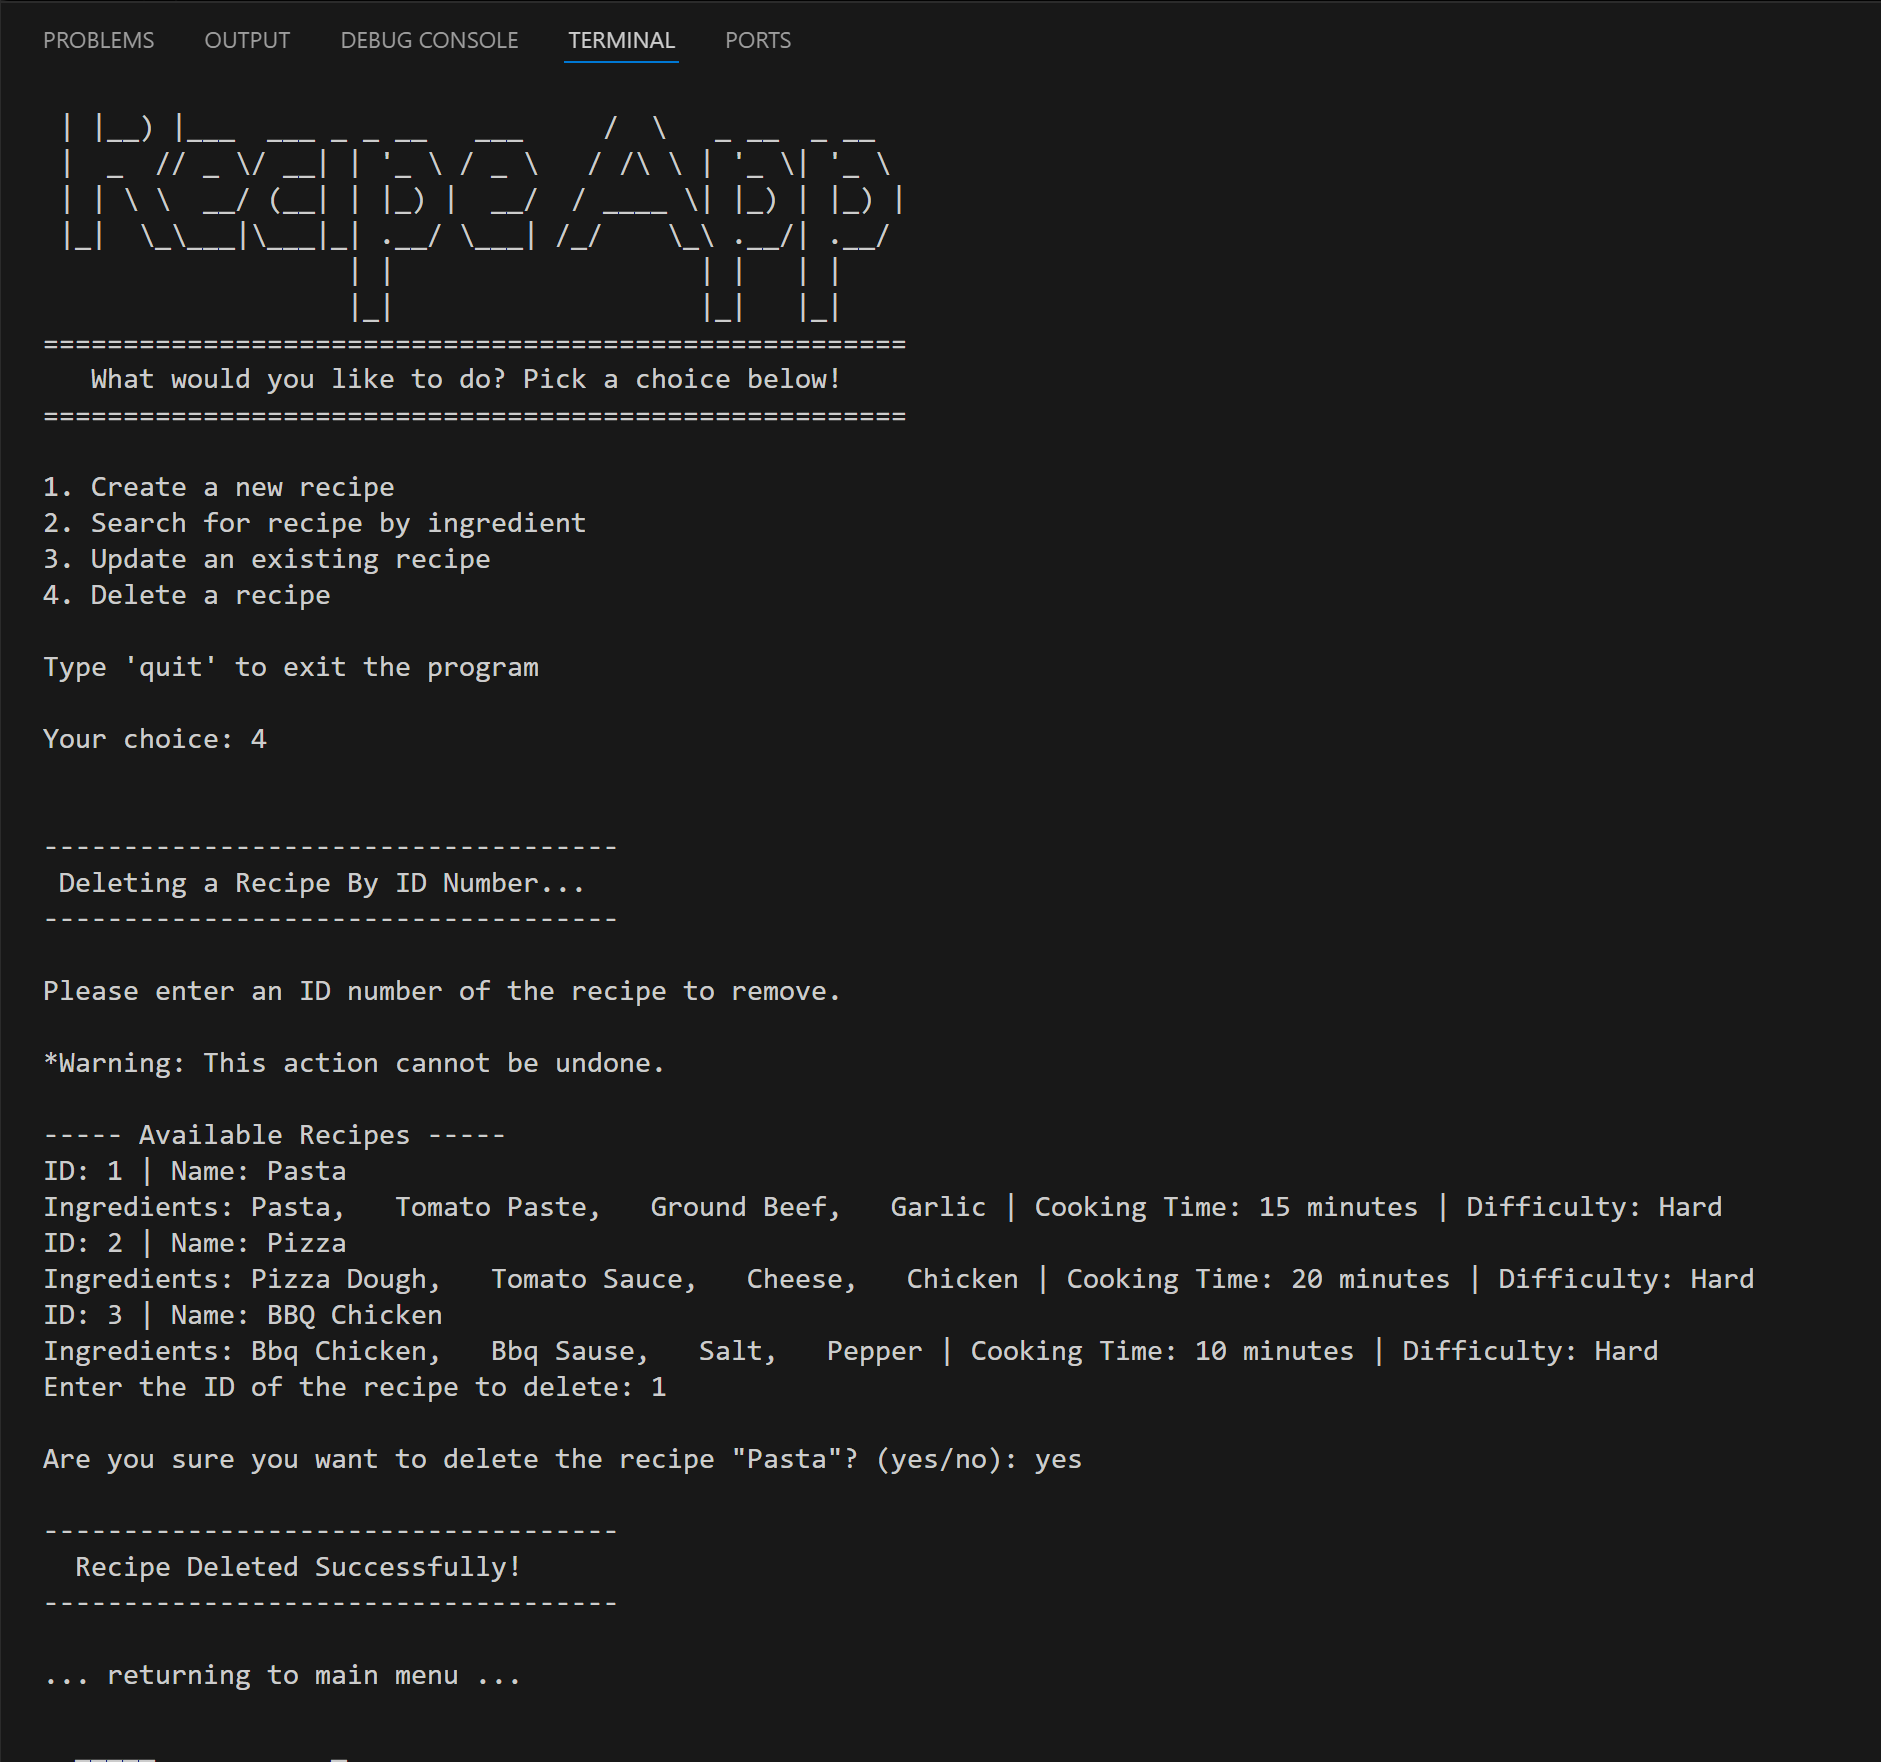 PROBLEMS OUTPUT DEBUG CONSOLE TERMINAL PORTS
 | |__) |___  ___ _ _ __   ___     /  \   _ __  _ __
 |  _  // _ \/ __| | '_ \ / _ \   / /\ \ | '_ \| '_ \
 | | \ \  __/ (__| | |_) |  __/  / ____ \| |_) | |_) |
 |_|  \_\___|\___|_| .__/ \___| /_/    \_\ .__/| .__/
                   | |                   | |   | |
                   |_|                   |_|   |_|
======================================================
   What would you like to do? Pick a choice below!
======================================================
1. Create a new recipe
2. Search for recipe by ingredient
3. Update an existing recipe
4. Delete a recipe
Type 'quit' to exit the program
Your choice: 4
------------------------------------
 Deleting a Recipe By ID Number...
------------------------------------
Please enter an ID number of the recipe to remove.
*Warning: This action cannot be undone.
----- Available Recipes -----
ID: 1 | Name: Pasta
Ingredients: Pasta,   Tomato Paste,   Ground Beef,   Garlic | Cooking Time: 15 minutes | Difficulty: Hard
ID: 2 | Name: Pizza
Ingredients: Pizza Dough,   Tomato Sauce,   Cheese,   Chicken | Cooking Time: 20 minutes | Difficulty: Hard
ID: 3 | Name: BBQ Chicken
Ingredients: Bbq Chicken,   Bbq Sause,   Salt,   Pepper | Cooking Time: 10 minutes | Difficulty: Hard
Enter the ID of the recipe to delete: 1
Are you sure you want to delete the recipe "Pasta"? (yes/no): yes
------------------------------------
  Recipe Deleted Successfully!
------------------------------------
... returning to main menu ...